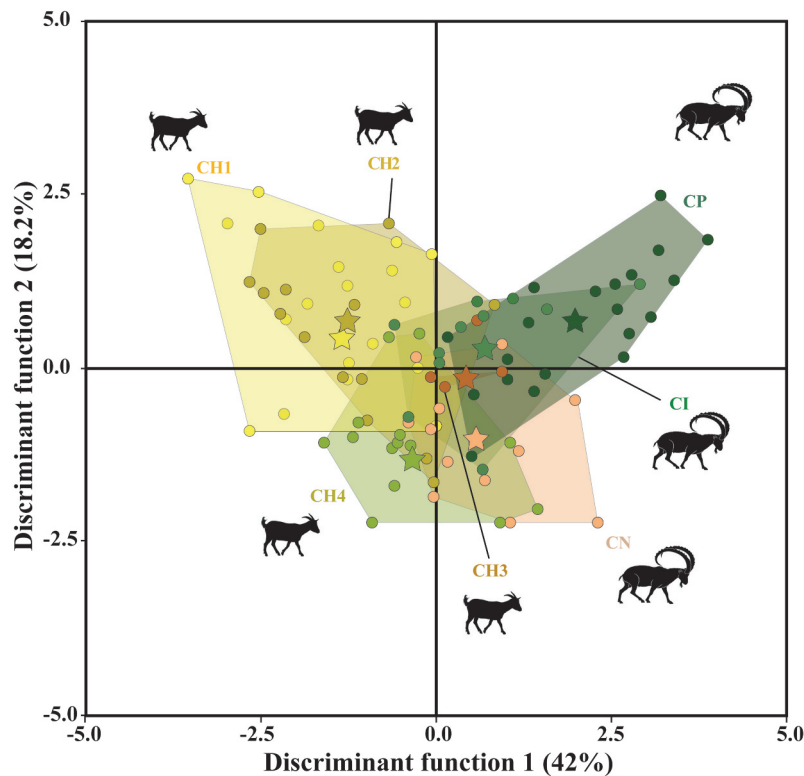 5.0
CH1
CH2
2.5
CP
Discriminant function 2 (18.2%)
0.0
CI
CH4
-2.5
CH3
CN
-5.0
-5.0
-2.5
0.0
2.5
5.0
Discriminant function 1 (42%)